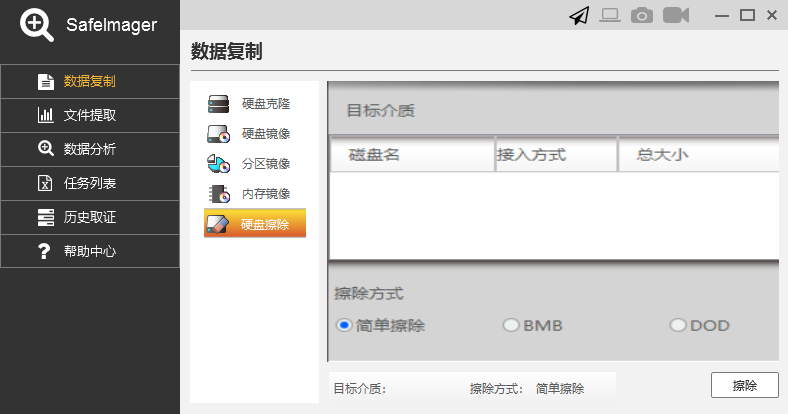 SafeImager
数据复制
文件提取
数据分析
任务列表
历史取证
帮助中心
数据复制
硬盘克隆
硬盘镜像
分区镜像
内存镜像
硬盘擦除
目标介质
磁盘名 接入方式 总大小
擦除方式
简单擦除 BMB DOD
目标介质： 擦除方式： 简单擦除
擦除